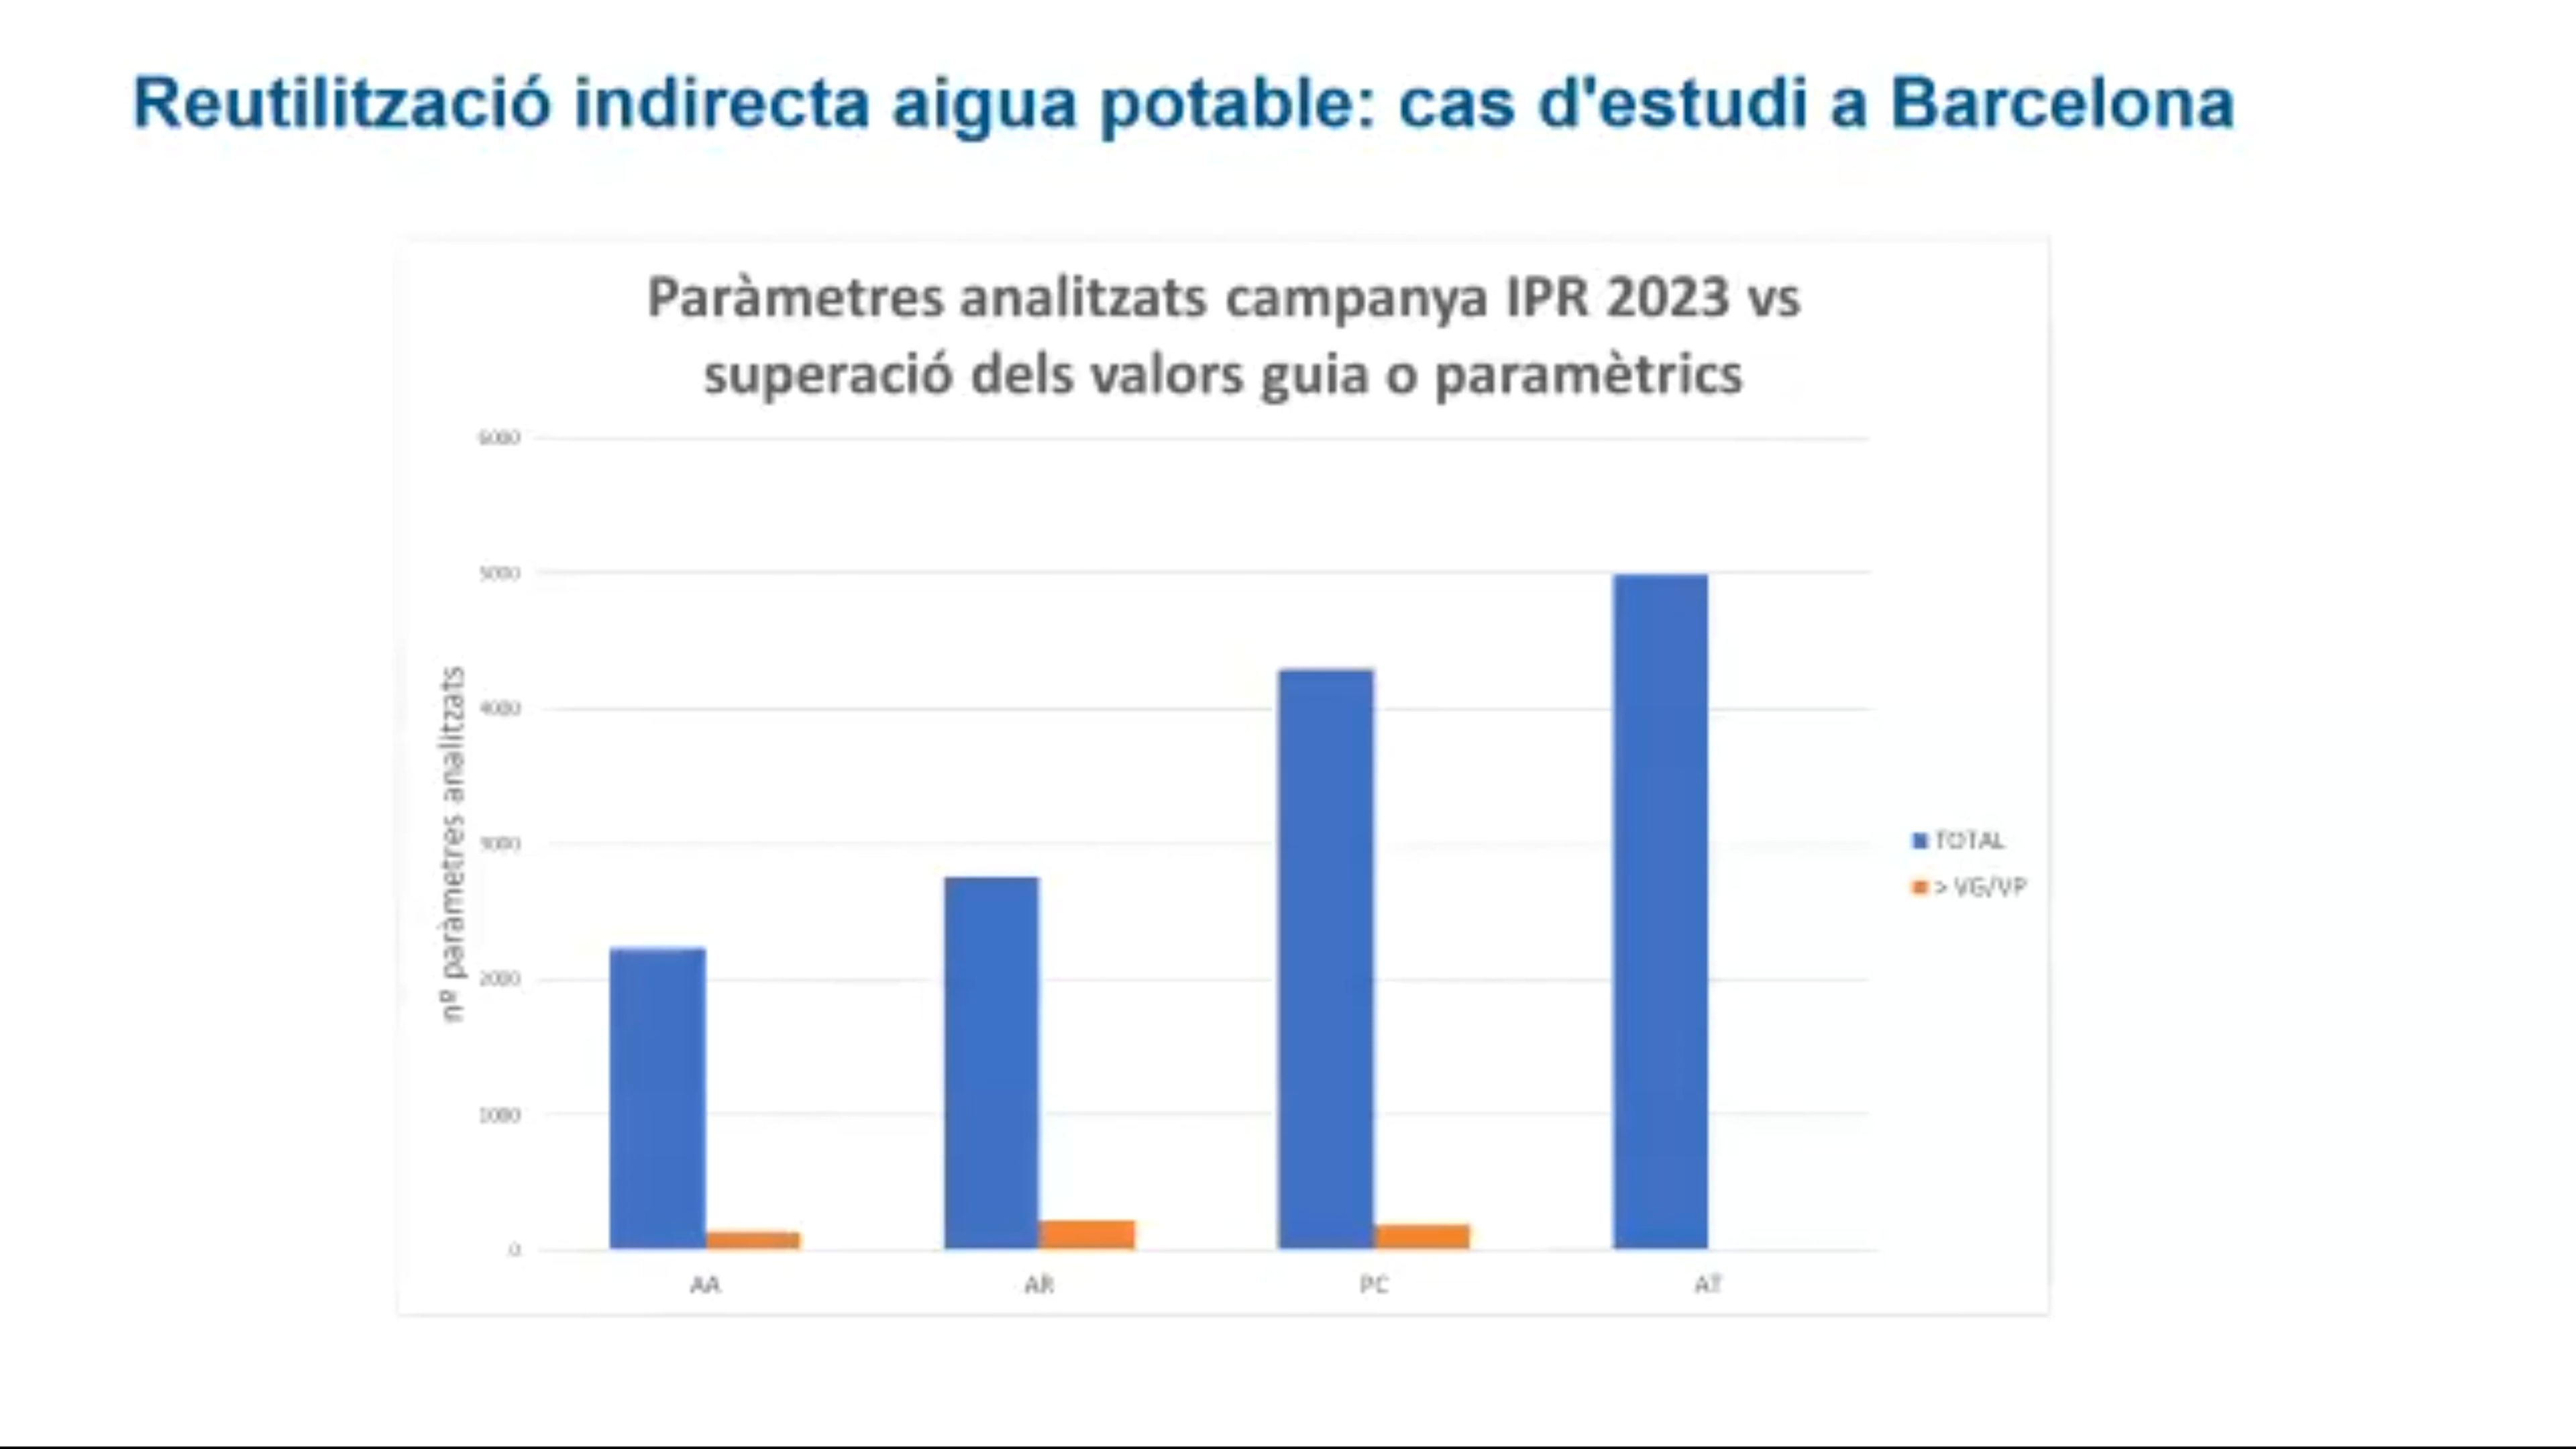 Reutilització indirecta aigua potable: cas d'estudi a Barcelona
Paràmetres analitzats campanya IPR 2023 vs
superació dels valors guia o paramètrics
6000
5000
4000
3000
2000
1000
0
nº paràmetres analitzats
AA
AR
PC
AT
TOTAL
> VG/VP